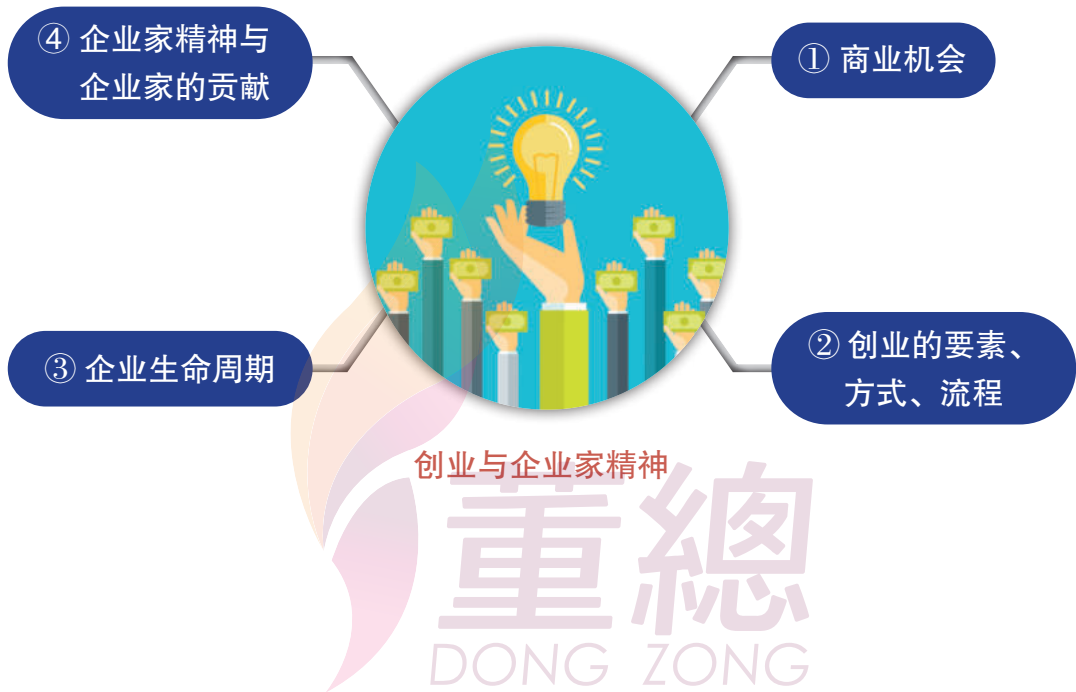 ④ 企业家精神与
企业家的贡献
① 商业机会
③ 企业生命周期
② 创业的要素、
方式、流程
创业与企业家精神
董總
DONG ZONG